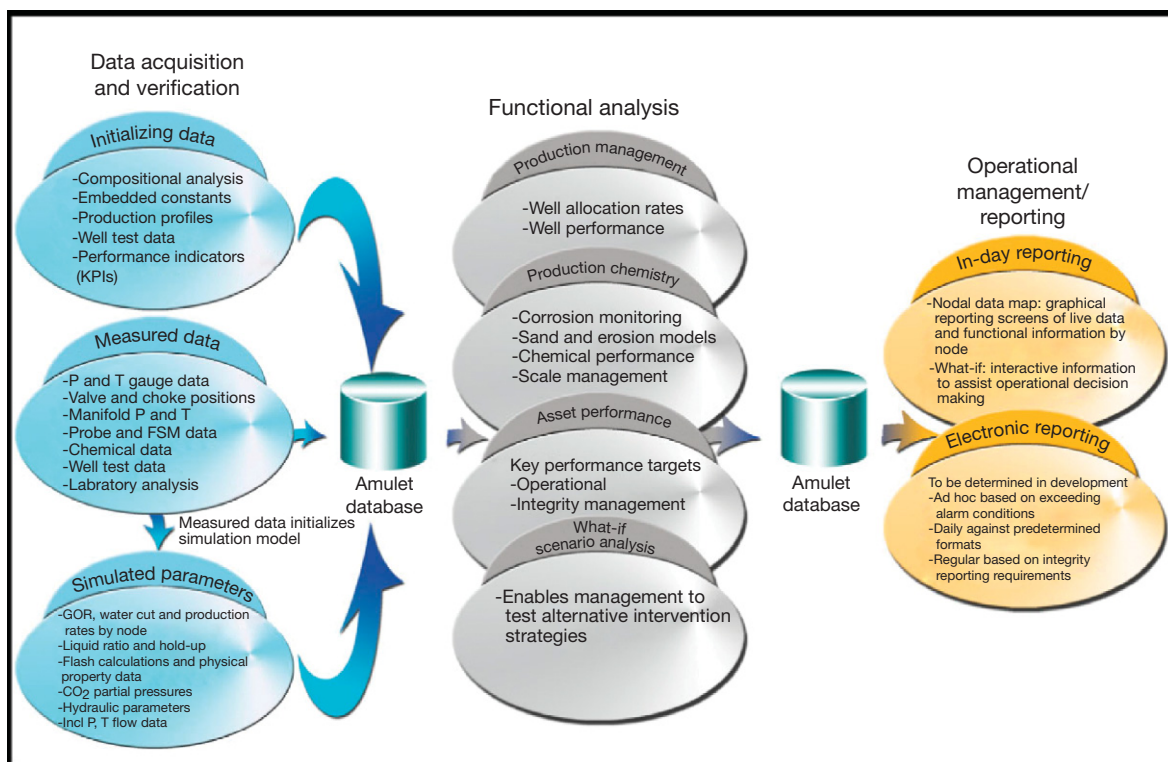 Data acquisition
and verification
Initializing data
-Compositional analysis
-Embedded constants
-Production profiles
-Well test data
-Performance indicators
(KPIs)
Measured data
-P and T gauge data
-Valve and choke positions
-Manifold P and T
-Probe and FSM data
-Chemical data
-Well test data
-Labratory analysis
Measured data initializes
simulation model
Simulated parameters
-GOR, water cut and production
rates by node
-Liquid ratio and hold-up
-Flash calculations and physical
property data
-CO2 partial pressures
-Hydraulic parameters
-Incl P, T flow data
Amulet
database
Functional analysis
Production management
-Well allocation rates
-Well performance
Production chemistry
-Corrosion monitoring
-Sand and erosion models
-Chemical performance
-Scale management
Asset performance
Key performance targets
-Operational
-Integrity management
What-if
scenario analysis
-Enables management to
test alternative intervention
strategies
Amulet
database
Operational
management/
reporting
In-day reporting
-Nodal data map: graphical
reporting screens of live data
and functional information by
node
-What-if: interactive information
to assist operational decision
making
Electronic reporting
To be determined in development
-Ad hoc based on exceeding
alarm conditions
-Daily against predetermined
formats
-Regular based on integrity
reporting requirements